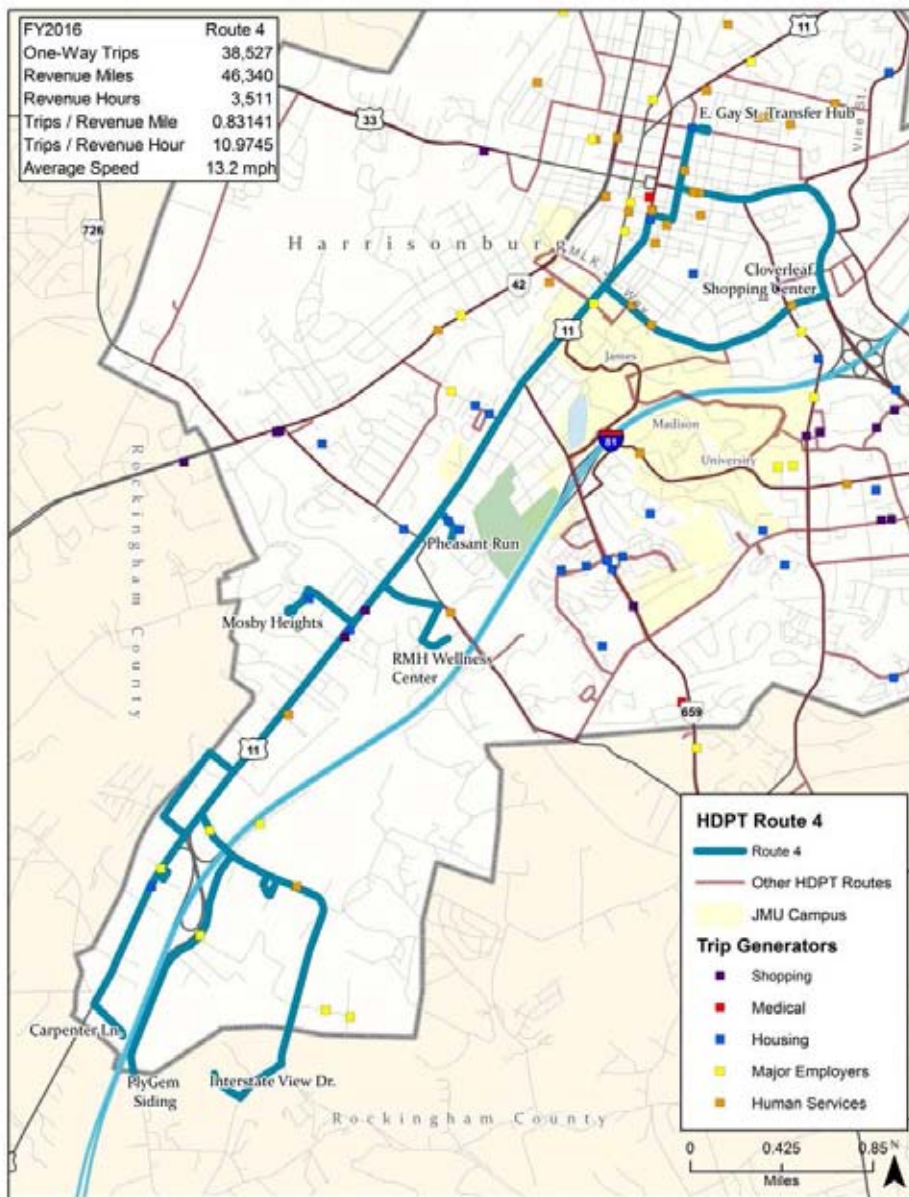 FY2016 Route 4
One-Way Trips 38,527
Revenue Miles 46,340
Revenue Hours 3,511
Trips / Revenue Mile 0.83141
Trips / Revenue Hour 10.9745
Average Speed 13.2 mph
11
33
E. Gay St. Transfer Hub
Vine St.
726
Harrisonburg
MLK. Way
42
Cloverleaf
Shopping Center
11
James
Madison
81
University
Rockingham County
Pheasant Run
Mosby Heights
RMH Wellness
Center
659
11
Carpenter Ln.
PlyGem
Siding
Interstate View Dr.
Rockingham County
HDPT Route 4
Route 4
Other HDPT Routes
JMU Campus
Trip Generators
Shopping
Medical
Housing
Major Employers
Human Services
0 0.425 0.85
Miles
N